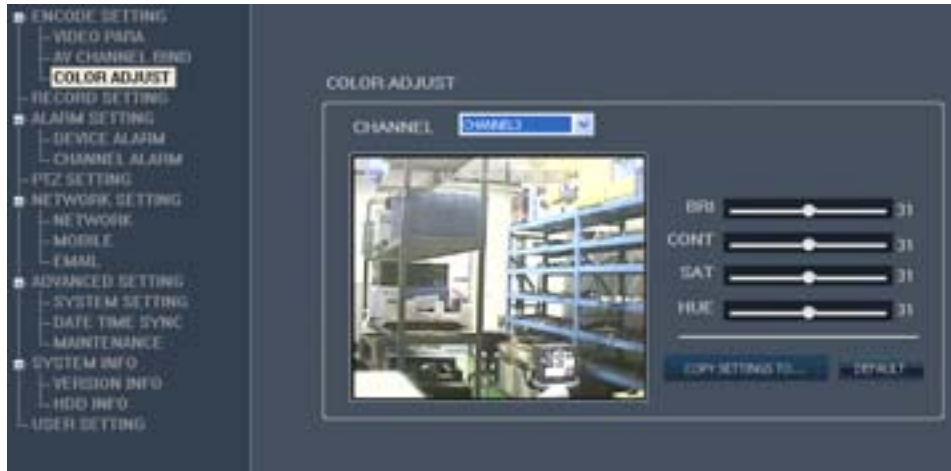 ENCODE SETTING
VIDEO PARA
AV CHANNEL BIND
COLOR ADJUST
RECORD SETTING
ALARM SETTING
DEVICE ALARM
CHANNEL ALARM
PTZ SETTING
NETWORK SETTING
NETWORK
MOBILE
EMAIL
ADVANCED SETTING
SYSTEM SETTING
DATE TIME SYNC
MAINTENANCE
SYSTEM INFO
VERSION INFO
HDD INFO
USER SETTING
COLOR ADJUST
CHANNEL CHANNEL3
BRI 31
CONT 31
SAT 31
HUE 31
COPY SETTINGS TO... DEFAULT